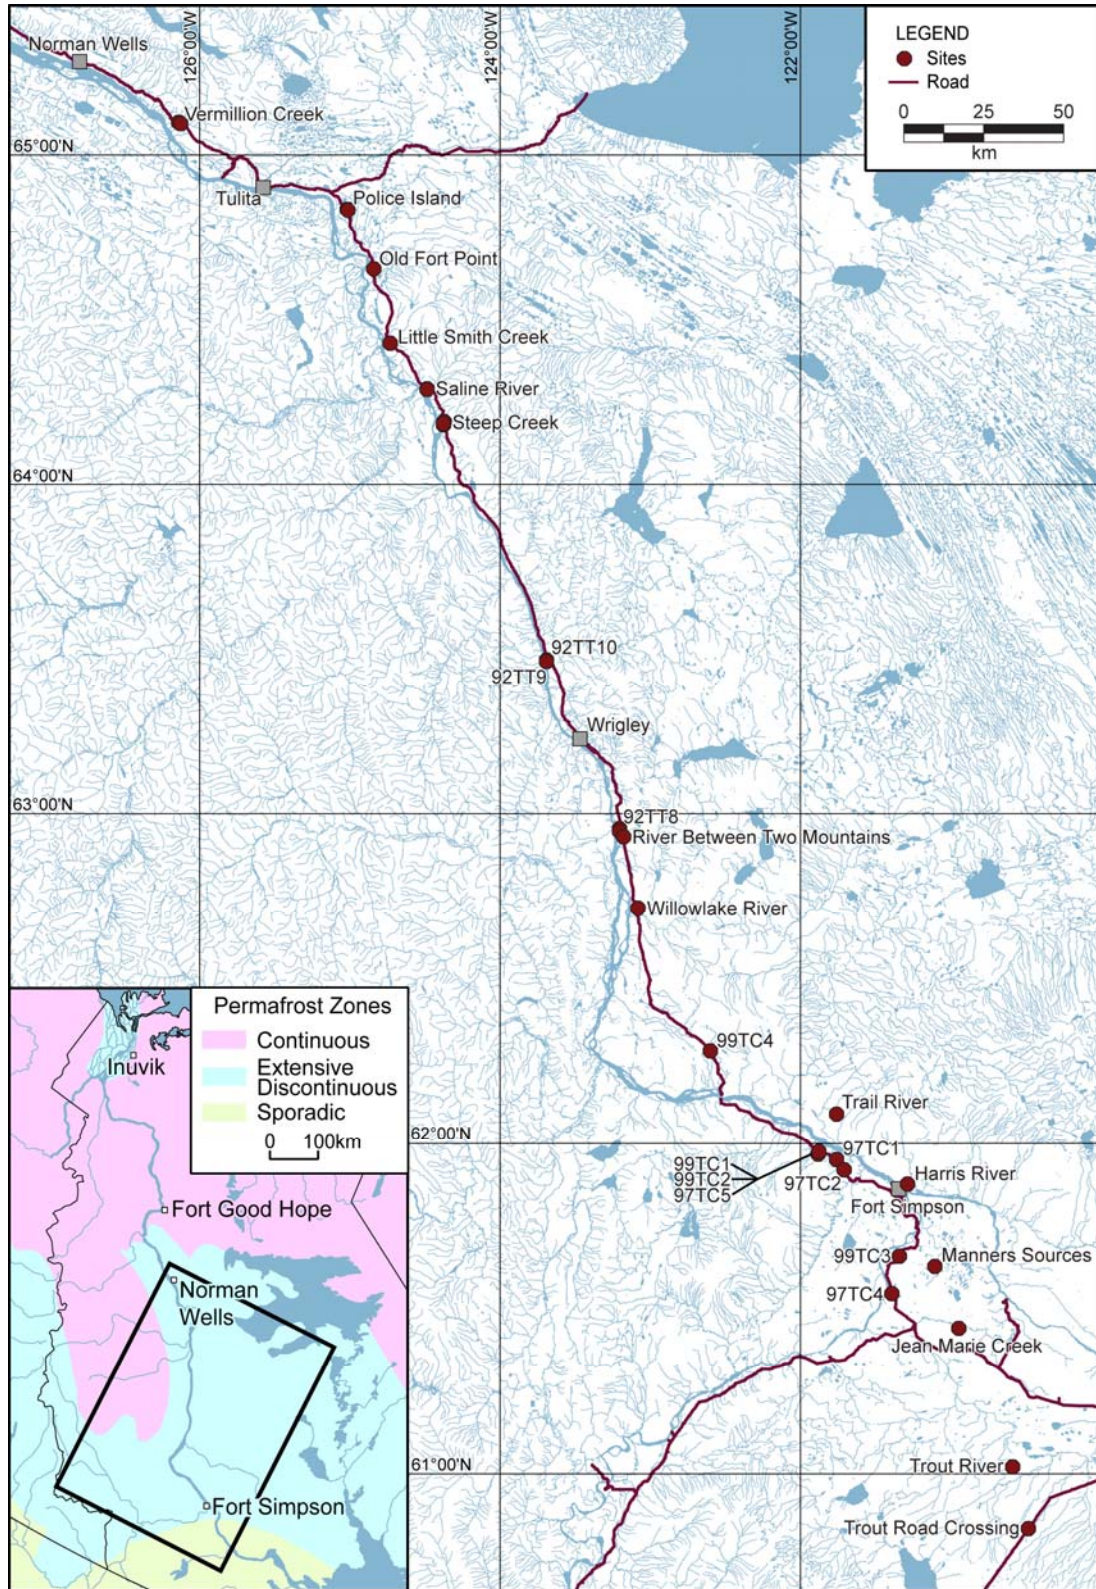 126°00'W
124°00'W
122°00'W
LEGEND
Sites
Road
0 25 50
km
Norman Wells
Vermillion Creek
65°00'N
Tulita
Police Island
Old Fort Point
Little Smith Creek
Saline River
Steep Creek
64°00'N
92TT10
92TT9
Wrigley
63°00'N
92TT8
River Between Two Mountains
Willowlake River
99TC4
Trail River
62°00'N
97TC1
99TC1
99TC2
97TC5
97TC2
Harris River
Fort Simpson
99TC3
Manners Sources
97TC4
Jean Marie Creek
61°00'N
Trout River
Trout Road Crossing
Permafrost Zones
Continuous
Extensive
Discontinuous
Sporadic
0 100km
Inuvik
Fort Good Hope
Norman
Wells
Fort Simpson